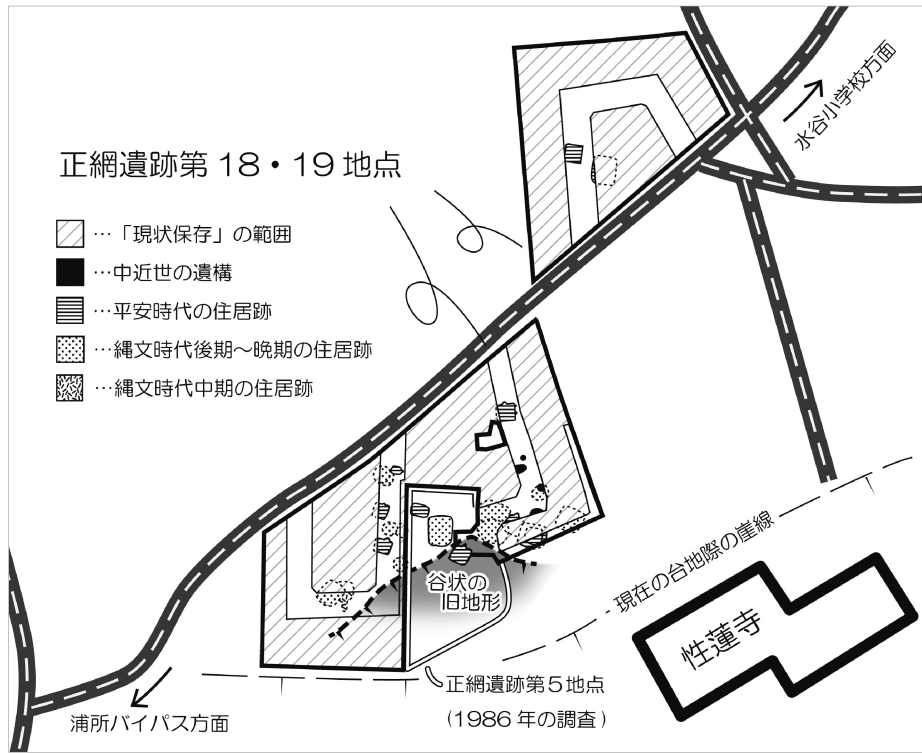 水谷小学校方面
正網遺跡第 18・19 地点
…「現状保存」の範囲
…中近世の遺構
…平安時代の住居跡
…縄文時代後期~晩期の住居跡
…縄文時代中期の住居跡
谷状の
旧地形
現在の台地際の崖線
性蓮寺
正網遺跡第5地点
(1986 年の調査)
浦所バイパス方面